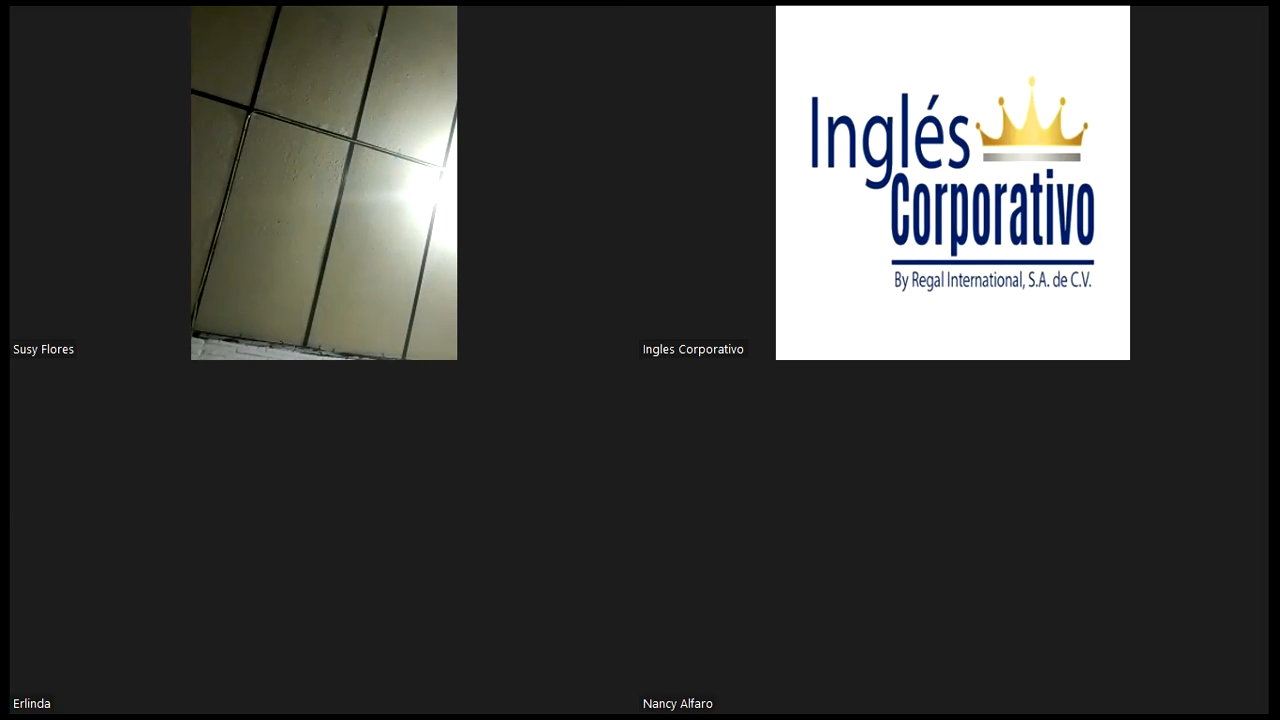 Inglés
Corporativo
By Regal International, S.A. de C.V.
Susy Flores
Ingles Corporativo
Erlinda
Nancy Alfaro